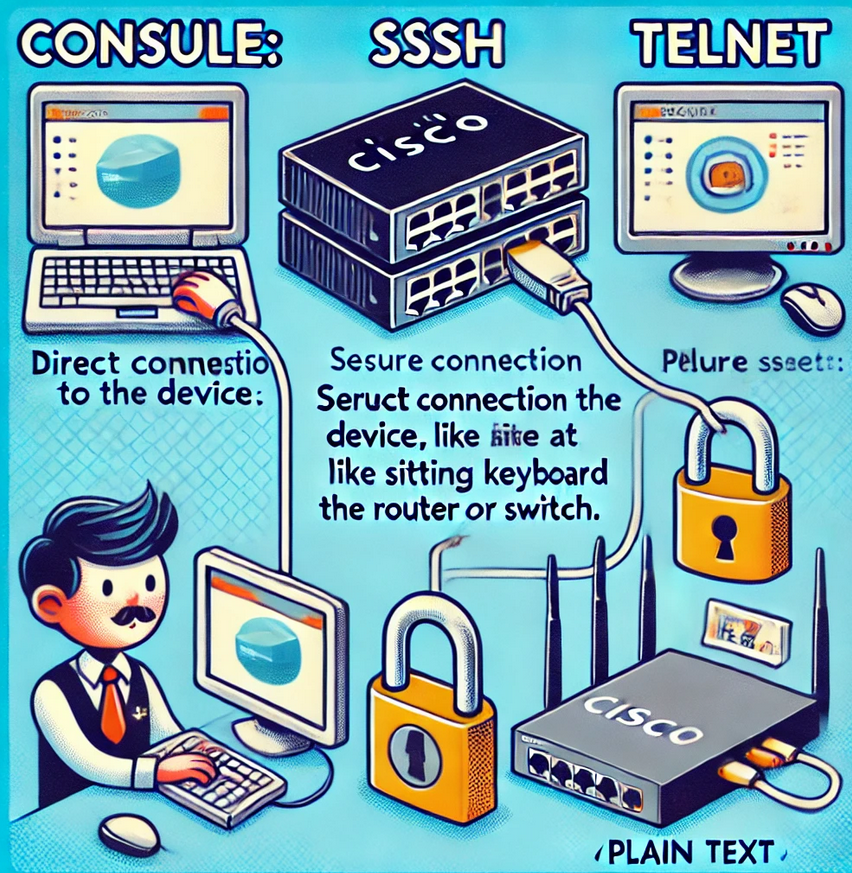 CONSULE:
SSSH
TELNET
cisco
Direct connestio
to the device:
Sesure connection
Seruct connection the
device, like at
like sitting keyboard
the router or switch.
Pelure
CISCO
PLAIN TEXT